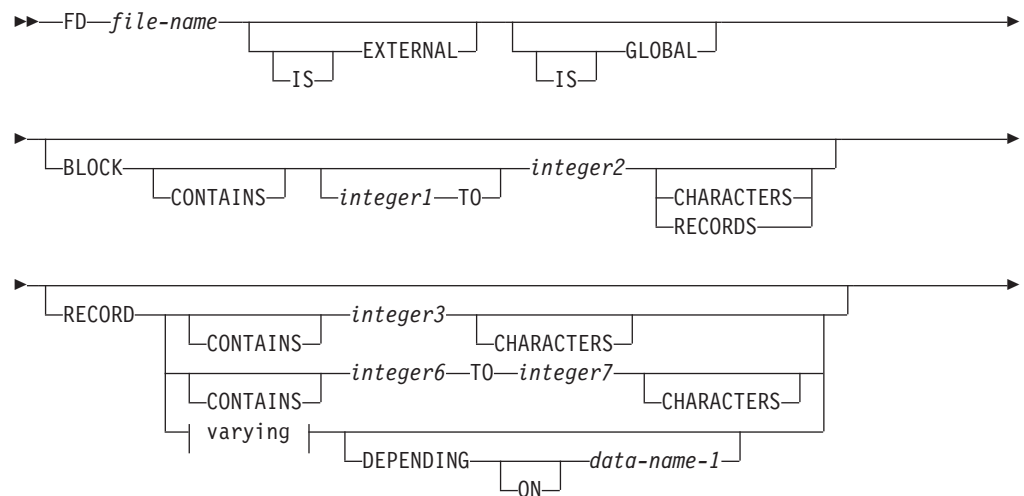 FD file-name EXTERNAL GLOBAL
IS IS
BLOCK integer2
CONTAINS integer1 TO CHARACTERS
RECORDS
RECORD integer3
CONTAINS CHARACTERS
integer6 TO integer7
CONTAINS CHARACTERS
varying
DEPENDING data-name-1
ON